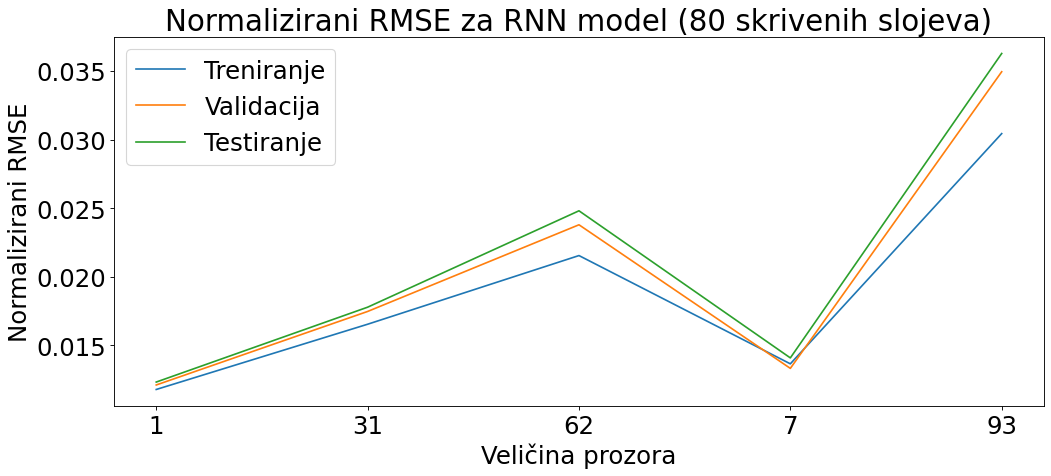 Normalizirani RMSE za RNN model (80 skrivenih slojeva)
Treniranje
Validacija
Testiranje
Normalizirani RMSE
0.035
0.030
0.025
0.020
0.015
1 31 62 7 93
Veličina prozora